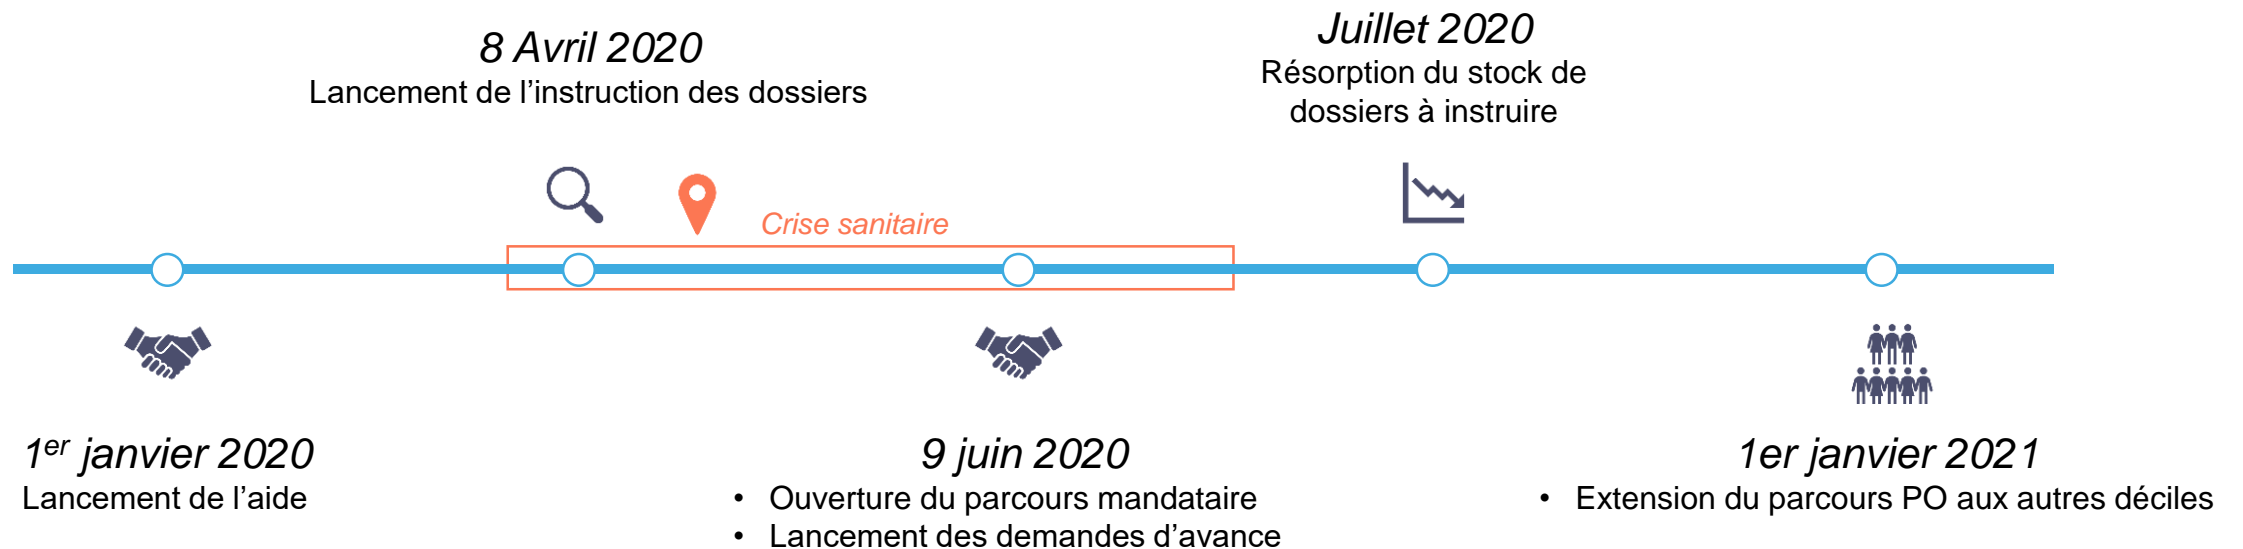 8 Avril 2020
Lancement de l’instruction des dossiers
Juillet 2020
Résorption du stock de
dossiers à instruire
Crise sanitaire
1er janvier 2020
Lancement de l’aide
9 juin 2020
• Ouverture du parcours mandataire
• Lancement des demandes d’avance
1er janvier 2021
• Extension du parcours PO aux autres déciles